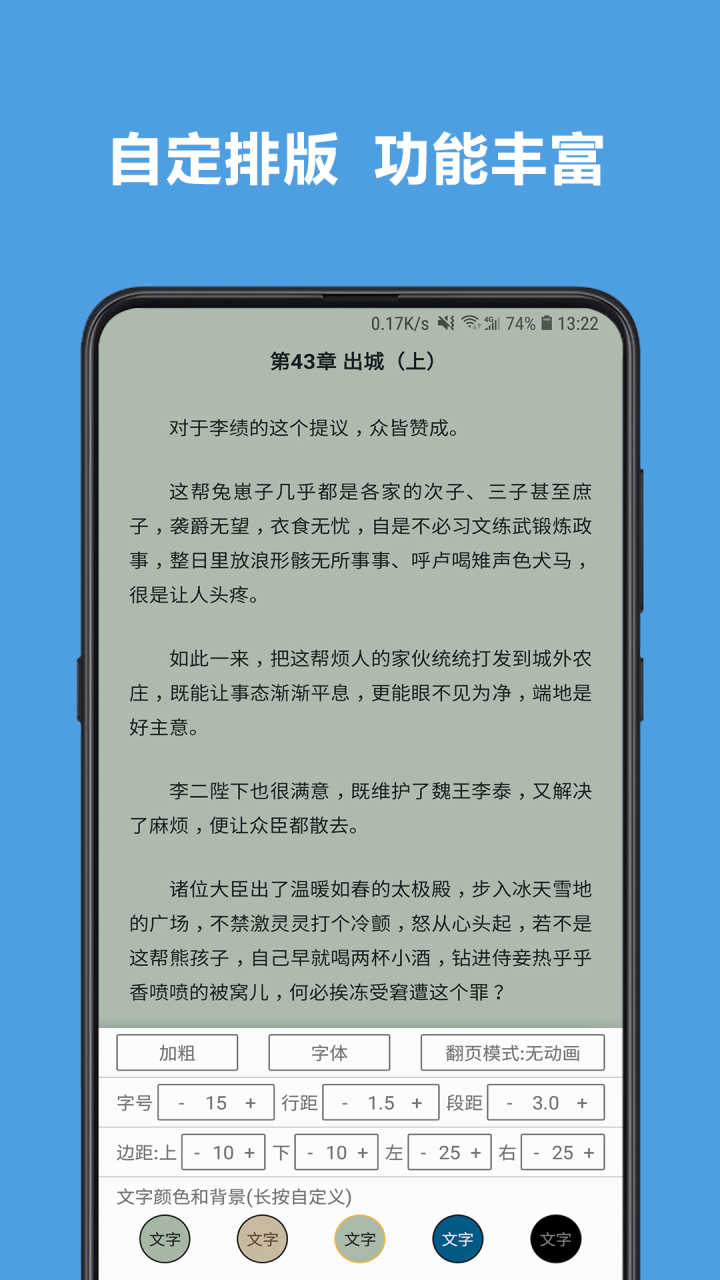 自定排版 功能丰富
0.17K/s 4G 74% 13:22
第43章 出城（上）
对于李绩的这个提议，众皆赞成。
这帮兔崽子几乎都是各家的次子、三子甚至庶
子，袭爵无望，衣食无忧，自是不必习文练武锻炼政
事，整日里放浪形骸无所事事、呼卢喝雉声色犬马，
很是让人头疼。
如此一来，把这帮烦人的家伙统统打发到城外农
庄，既能让事态渐渐平息，更能眼不见为净，端地是
好主意。
李二陛下也很满意，既维护了魏王李泰，又解决
了麻烦，便让众臣都散去。
诸位大臣出了温暖如春的太极殿，步入冰天雪地
的广场，不禁激灵灵打个冷颤，怒从心头起，若不是
这帮熊孩子，自己早就喝两杯小酒，钻进侍妾热乎乎
香喷喷的被窝儿，何必挨冻受窘遭这个罪？
加粗 字体 翻页模式:无动画
字号 - 15 + 行距 - 1.5 + 段距 - 3.0 +
边距:上 - 10 + 下 - 10 + 左 - 25 + 右 - 25 +
文字颜色和背景(长按自定义)
文字 文字 文字 文字 文字